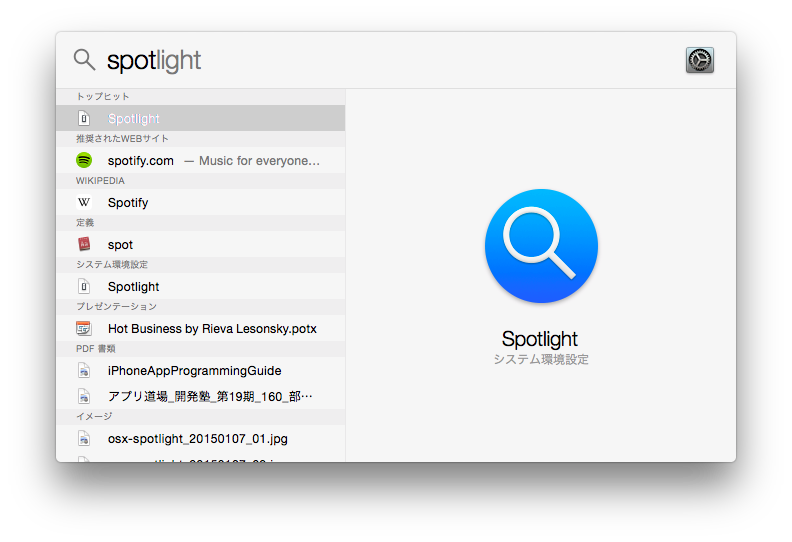 spotlight
トップヒット
Spotlight
推奨されたWEBサイト
spotify.com — Music for everyone…
WIKIPEDIA
W Spotify
定義
spot
システム環境設定
Spotlight
プレゼンテーション
Hot Business by Rieva Lesonsky.potx
PDF 書類
iPhoneAppProgrammingGuide
アプリ道場_開発塾_第19期_160_部…
イメージ
osx-spotlight_20150107_01.jpg
Spotlight
システム環境設定